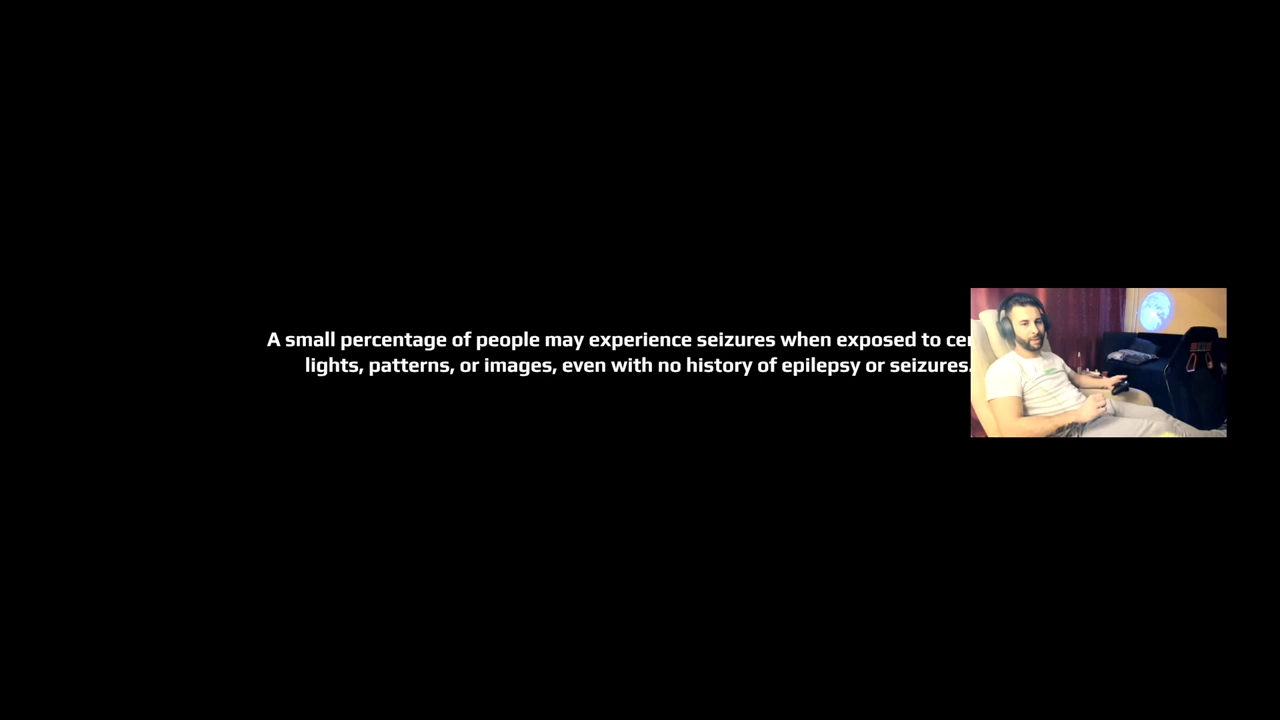 A small percentage of people may experience seizures when exposed to
lights, patterns, or images, even with no history of epilepsy or seizures.